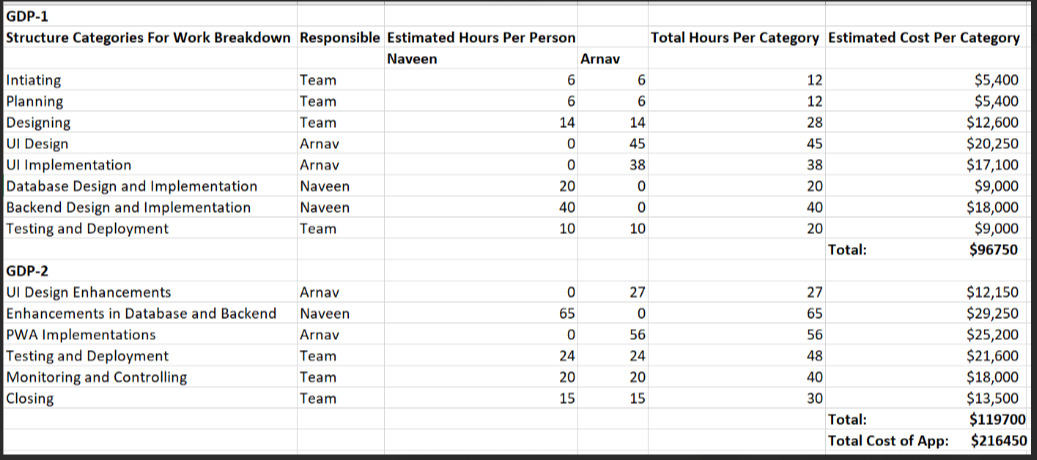 GDP-1
Structure Categories For Work Breakdown Responsible Estimated Hours Per Person Total Hours Per Category Estimated Cost Per Category
Naveen Arnav
Intiating Team 6 6 12 $5,400
Planning Team 6 6 12 $5,400
Designing Team 14 14 28 $12,600
UI Design Arnav 0 45 45 $20,250
UI Implementation Arnav 0 38 38 $17,100
Database Design and Implementation Naveen 20 0 20 $9,000
Backend Design and Implementation Naveen 40 0 40 $18,000
Testing and Deployment Team 10 10 20 $9,000
Total: $96750
GDP-2
UI Design Enhancements Arnav 0 27 27 $12,150
Enhancements in Database and Backend Naveen 65 0 65 $29,250
PWA Implementations Arnav 0 56 56 $25,200
Testing and Deployment Team 24 24 48 $21,600
Monitoring and Controlling Team 20 20 40 $18,000
Closing Team 15 15 30 $13,500
Total: $119700
Total Cost of App: $216450